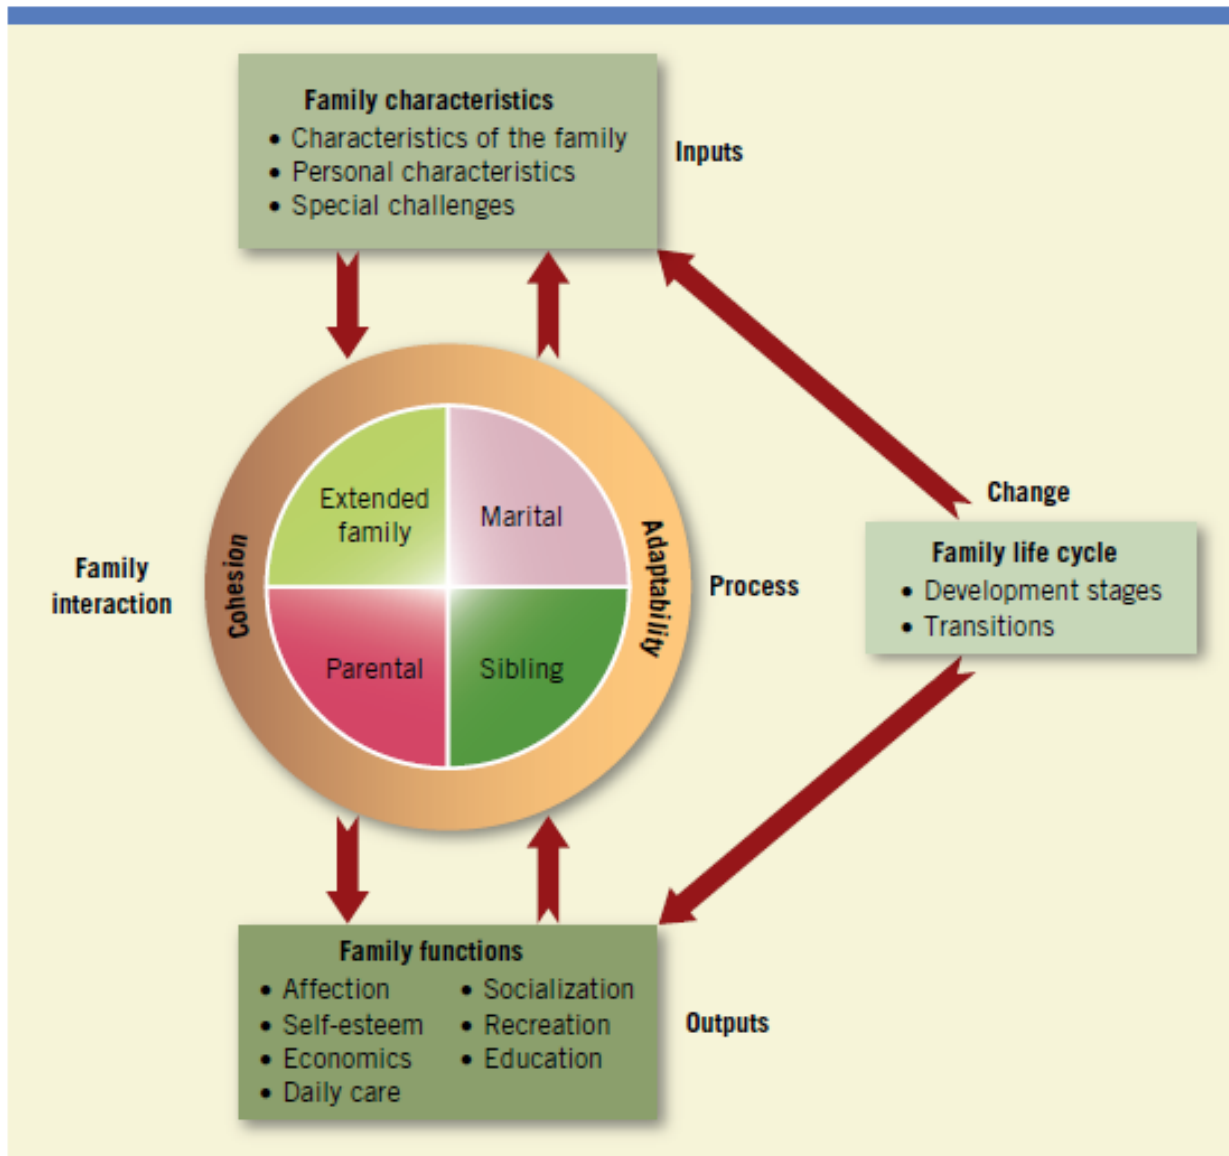 Family characteristics
• Characteristics of the family
• Personal characteristics
• Special challenges
Inputs
Extended
family
Marital
Parental
Sibling
Cohesion
Adaptability
Family
interaction
Process
Change
Family life cycle
• Development stages
• Transitions
Family functions
• Affection
• Self-esteem
• Economics
• Daily care
• Socialization
• Recreation
• Education
Outputs